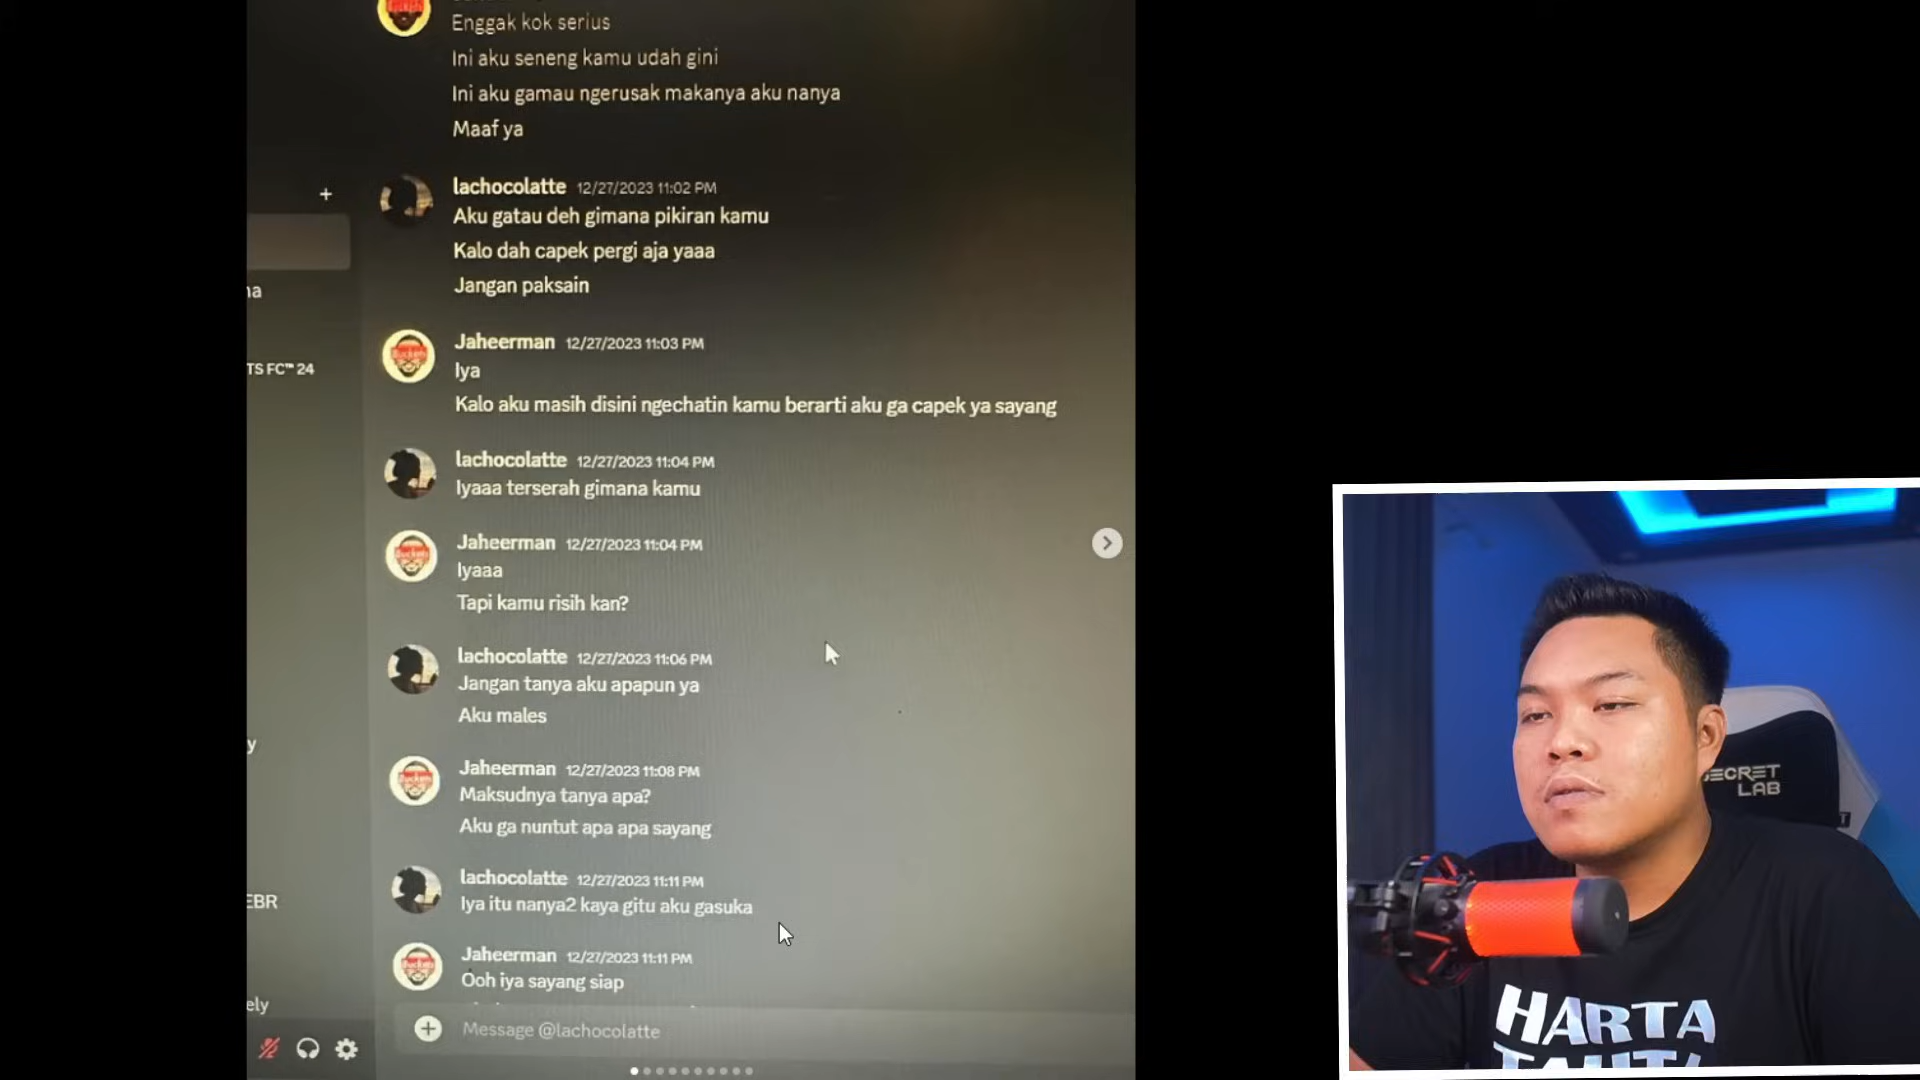 Enggak kok serius
Ini aku seneng kamu udah gini
Ini aku gamau ngerusak makanya aku nanya
Maaf ya
+
lachocolatte 12/27/2023 11:02 PM
Aku gatau deh gimana pikiran kamu
Kalo dah capek pergi aja yaaa
Jangan paksain
na
Jaheerman 12/27/2023 11:03 PM
Iya
TS FC™ 24
Kalo aku masih disini ngechatin kamu berarti aku ga capek ya sayang
lachocolatte 12/27/2023 11:04 PM
Iyaaa terserah gimana kamu
Jaheerman 12/27/2023 11:04 PM
Iyaaa
Tapi kamu risih kan?
lachocolatte 12/27/2023 11:06 PM
Jangan tanya aku apapun ya
Aku males
y
Jaheerman 12/27/2023 11:08 PM
Maksudnya tanya apa?
Aku ga nuntut apa apa sayang
lachocolatte 12/27/2023 11:11 PM
Iya itu nanya2 kaya gitu aku gasuka
EBR
Jaheerman 12/27/2023 11:11 PM
Ooh iya sayang siap
ely
Message @lachocolatte
SECRET
LAB
HARTA
TAHTA